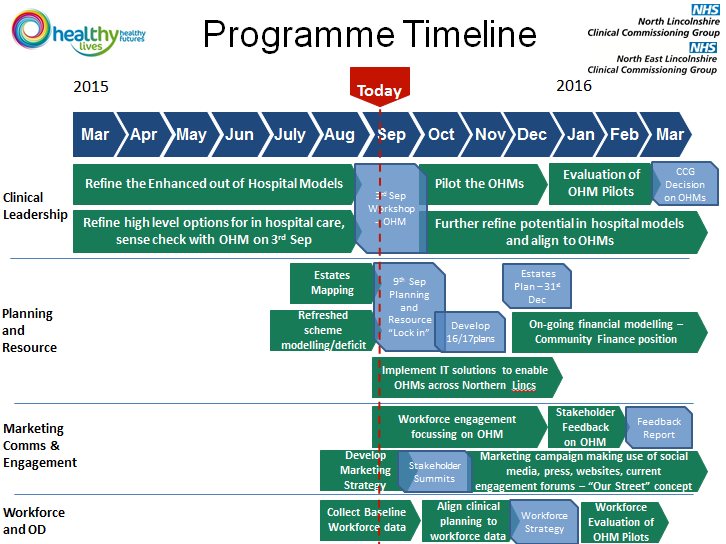 healthy
lives
healthy
futures
Programme Timeline
NHS
North Lincolnshire
Clinical Commissioning Group
NHS
North East Lincolnshire
Clinical Commissioning Group
2015
Today
2016
Mar Apr May Jun July Aug Sep Oct Nov Dec Jan Feb Mar
Clinical
Leadership
Refine the Enhanced out of Hospital Models
3rd Sep
Workshop
- OHM
Pilot the OHMs
Evaluation of
OHM Pilots
CCG
Decision
on OHMs
Refine high level options for in hospital care,
sense check with OHM on 3rd Sep
Further refine potential in hospital models
and align to OHMs
Planning
and
Resource
Estates
Mapping
9th Sep
Planning
and
Resource
"Lock in"
Estates
Plan – 31st
Dec
Refreshed
scheme
modelling/deficit
Develop
16/17plans
On-going financial modelling –
Community Finance position
Implement IT solutions to enable
OHMs across Northern Lincs
Marketing
Comms &
Engagement
Workforce engagement
focussing on OHM
Stakeholder
Feedback
on OHM
Feedback
Report
Develop
Marketing
Strategy
Stakeholder
Summits
Marketing campaign making use of social
media, press, websites, current
engagement forums – "Our Street" concept
Workforce
and OD
Collect Baseline
Workforce data
Align clinical
planning to
workforce data
Workforce
Strategy
Workforce
Evaluation of
OHM Pilots